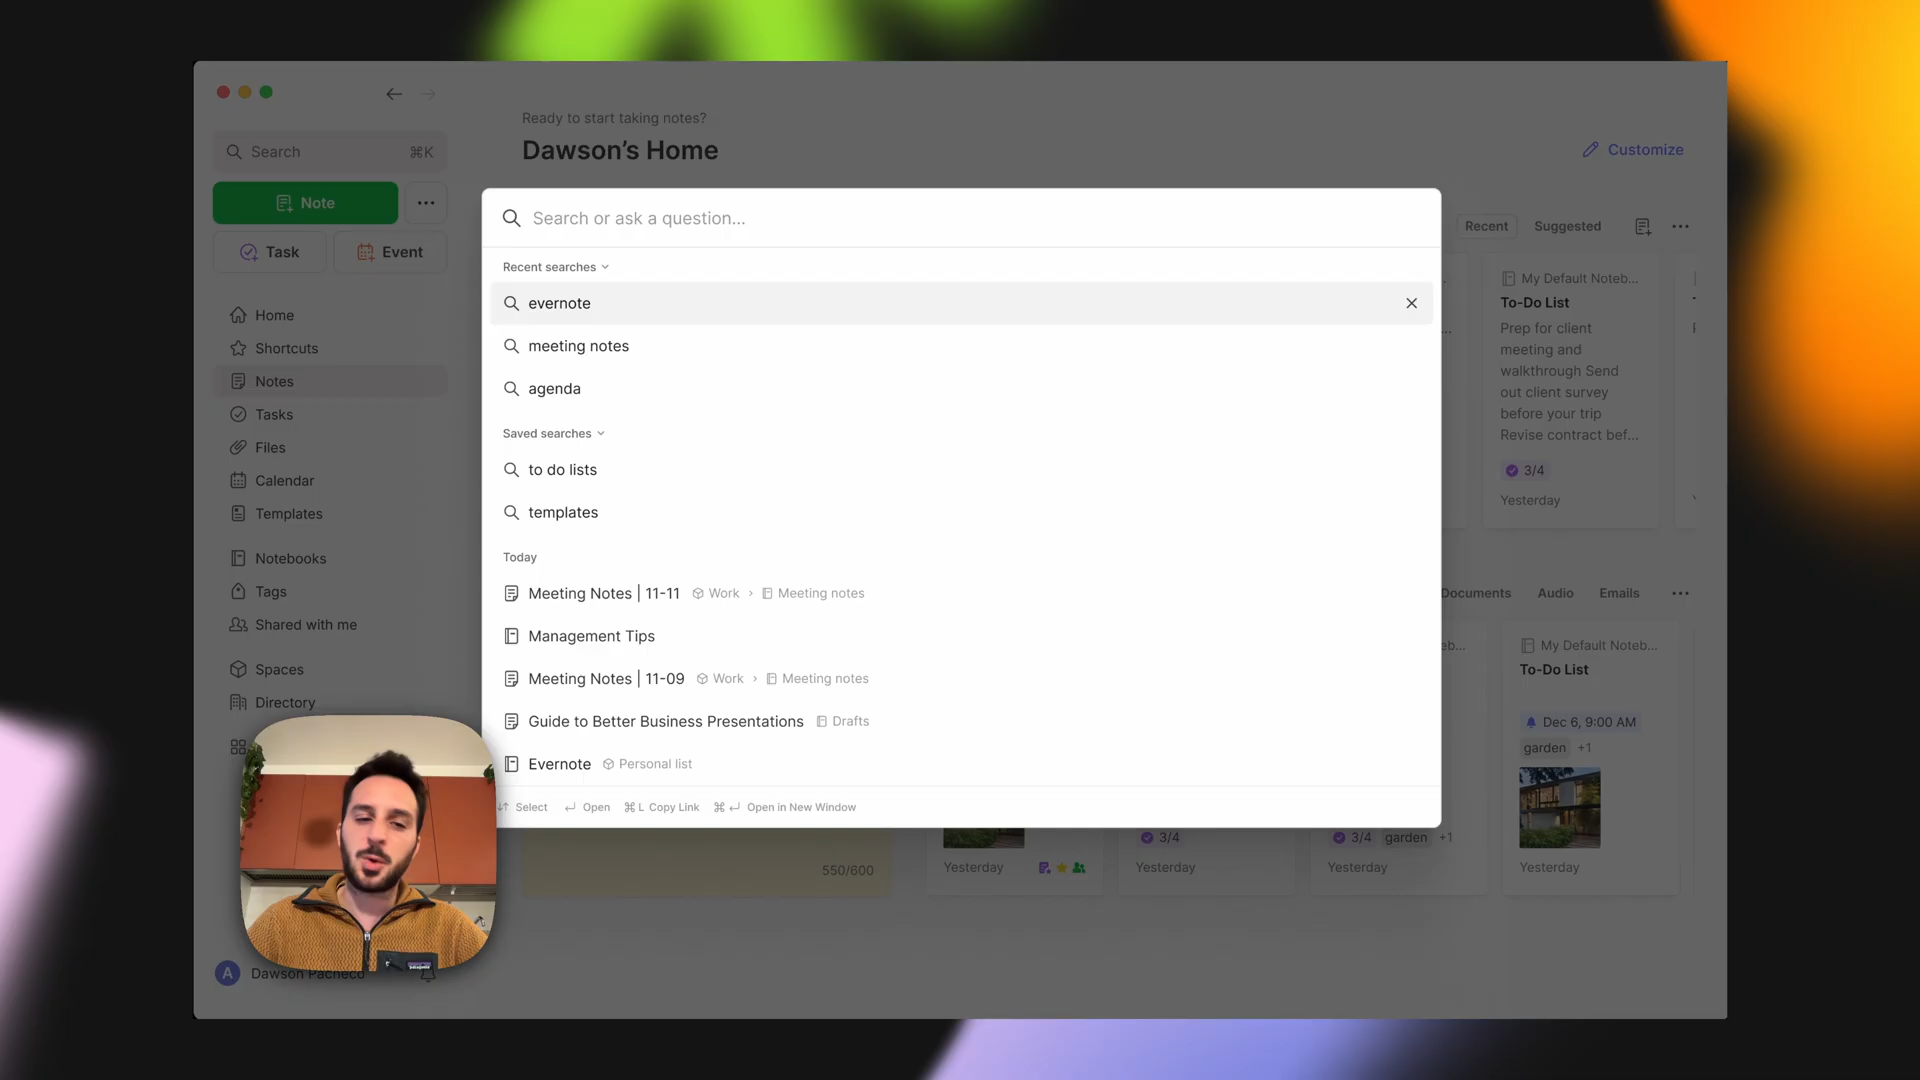 Ready to start taking notes?
Dawson's Home
Customize
Search ⌘K
Note
Task
Event
Home
Shortcuts
Notes
Tasks
Files
Calendar
Templates
Notebooks
Tags
Shared with me
Spaces
Directory
A Dawson Pacheco
Search or ask a question...
Recent searches
evernote
meeting notes
agenda
Saved searches
to do lists
templates
Today
Meeting Notes | 11-11 Work › Meeting notes
Management Tips
Meeting Notes | 11-09 Work › Meeting notes
Guide to Better Business Presentations Drafts
Evernote Personal list
Select Open ⌘ L Copy Link ⌘ Open in New Window
Recent Suggested
My Default Noteb...
To-Do List
Prep for client
meeting and
walkthrough Send
out client survey
before your trip
Revise contract bef...
3/4
Yesterday
Documents Audio Emails
eb...
My Default Noteb...
To-Do List
Dec 6, 9:00 AM
garden +1
Yesterday
550/600
Yesterday
3/4
Yesterday
3/4 garden +1
Yesterday
patagonia